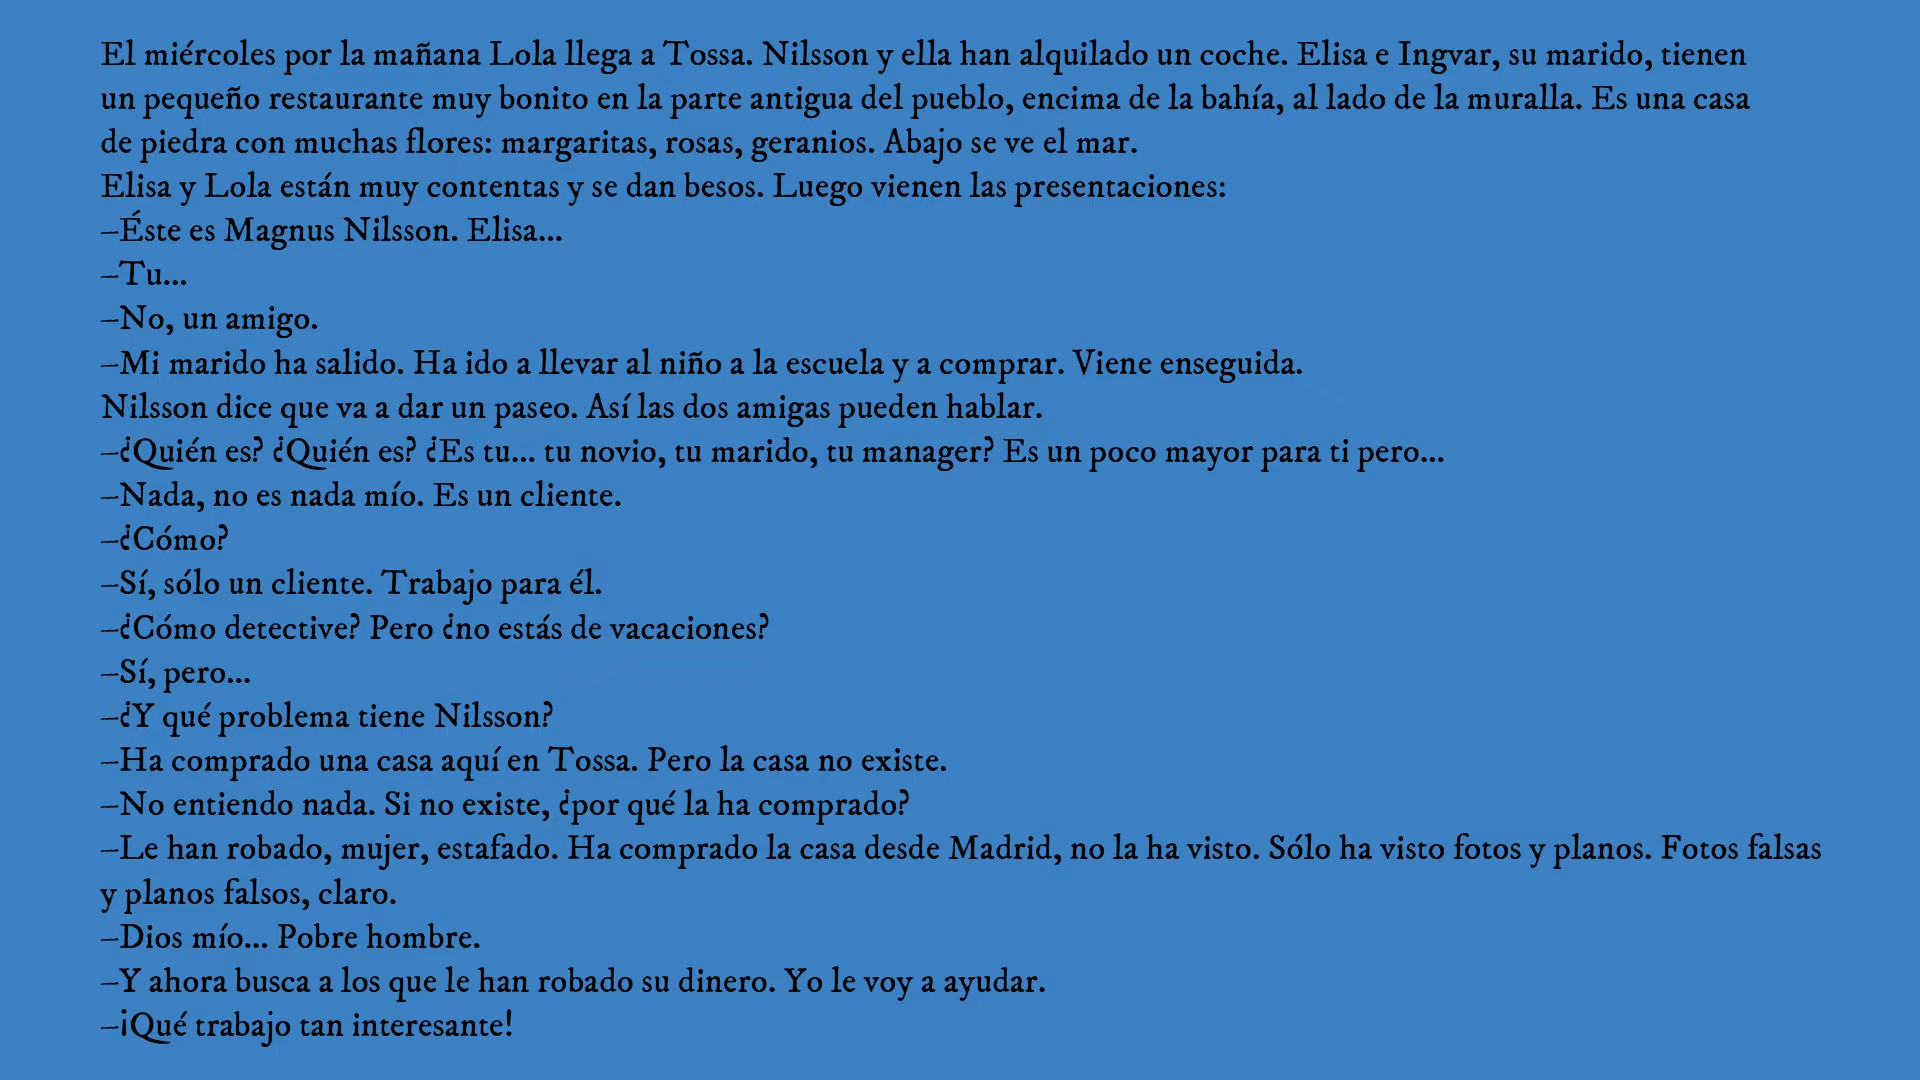 El miércoles por la mañana Lola llega a Tossa. Nilsson y ella han alquilado un coche. Elisa e Ingvar, su marido, tienen
un pequeño restaurante muy bonito en la parte antigua del pueblo, encima de la bahía, al lado de la muralla. Es una casa
de piedra con muchas flores: margaritas, rosas, geranios. Abajo se ve el mar.
Elisa y Lola están muy contentas y se dan besos. Luego vienen las presentaciones:
–Éste es Magnus Nilsson. Elisa...
–Tu...
–No, un amigo.
–Mi marido ha salido. Ha ido a llevar al niño a la escuela y a comprar. Viene enseguida.
Nilsson dice que va a dar un paseo. Así las dos amigas pueden hablar.
–¿Quién es? ¿Quién es? ¿Es tu... tu novio, tu marido, tu manager? Es un poco mayor para ti pero...
–Nada, no es nada mío. Es un cliente.
–¿Cómo?
–Sí, sólo un cliente. Trabajo para él.
–¿Cómo detective? Pero ¿no estás de vacaciones?
–Sí, pero...
–¿Y qué problema tiene Nilsson?
–Ha comprado una casa aquí en Tossa. Pero la casa no existe.
–No entiendo nada. Si no existe, ¿por qué la ha comprado?
–Le han robado, mujer, estafado. Ha comprado la casa desde Madrid, no la ha visto. Sólo ha visto fotos y planos. Fotos falsas
y planos falsos, claro.
–Dios mío... Pobre hombre.
–Y ahora busca a los que le han robado su dinero. Yo le voy a ayudar.
–¡Qué trabajo tan interesante!